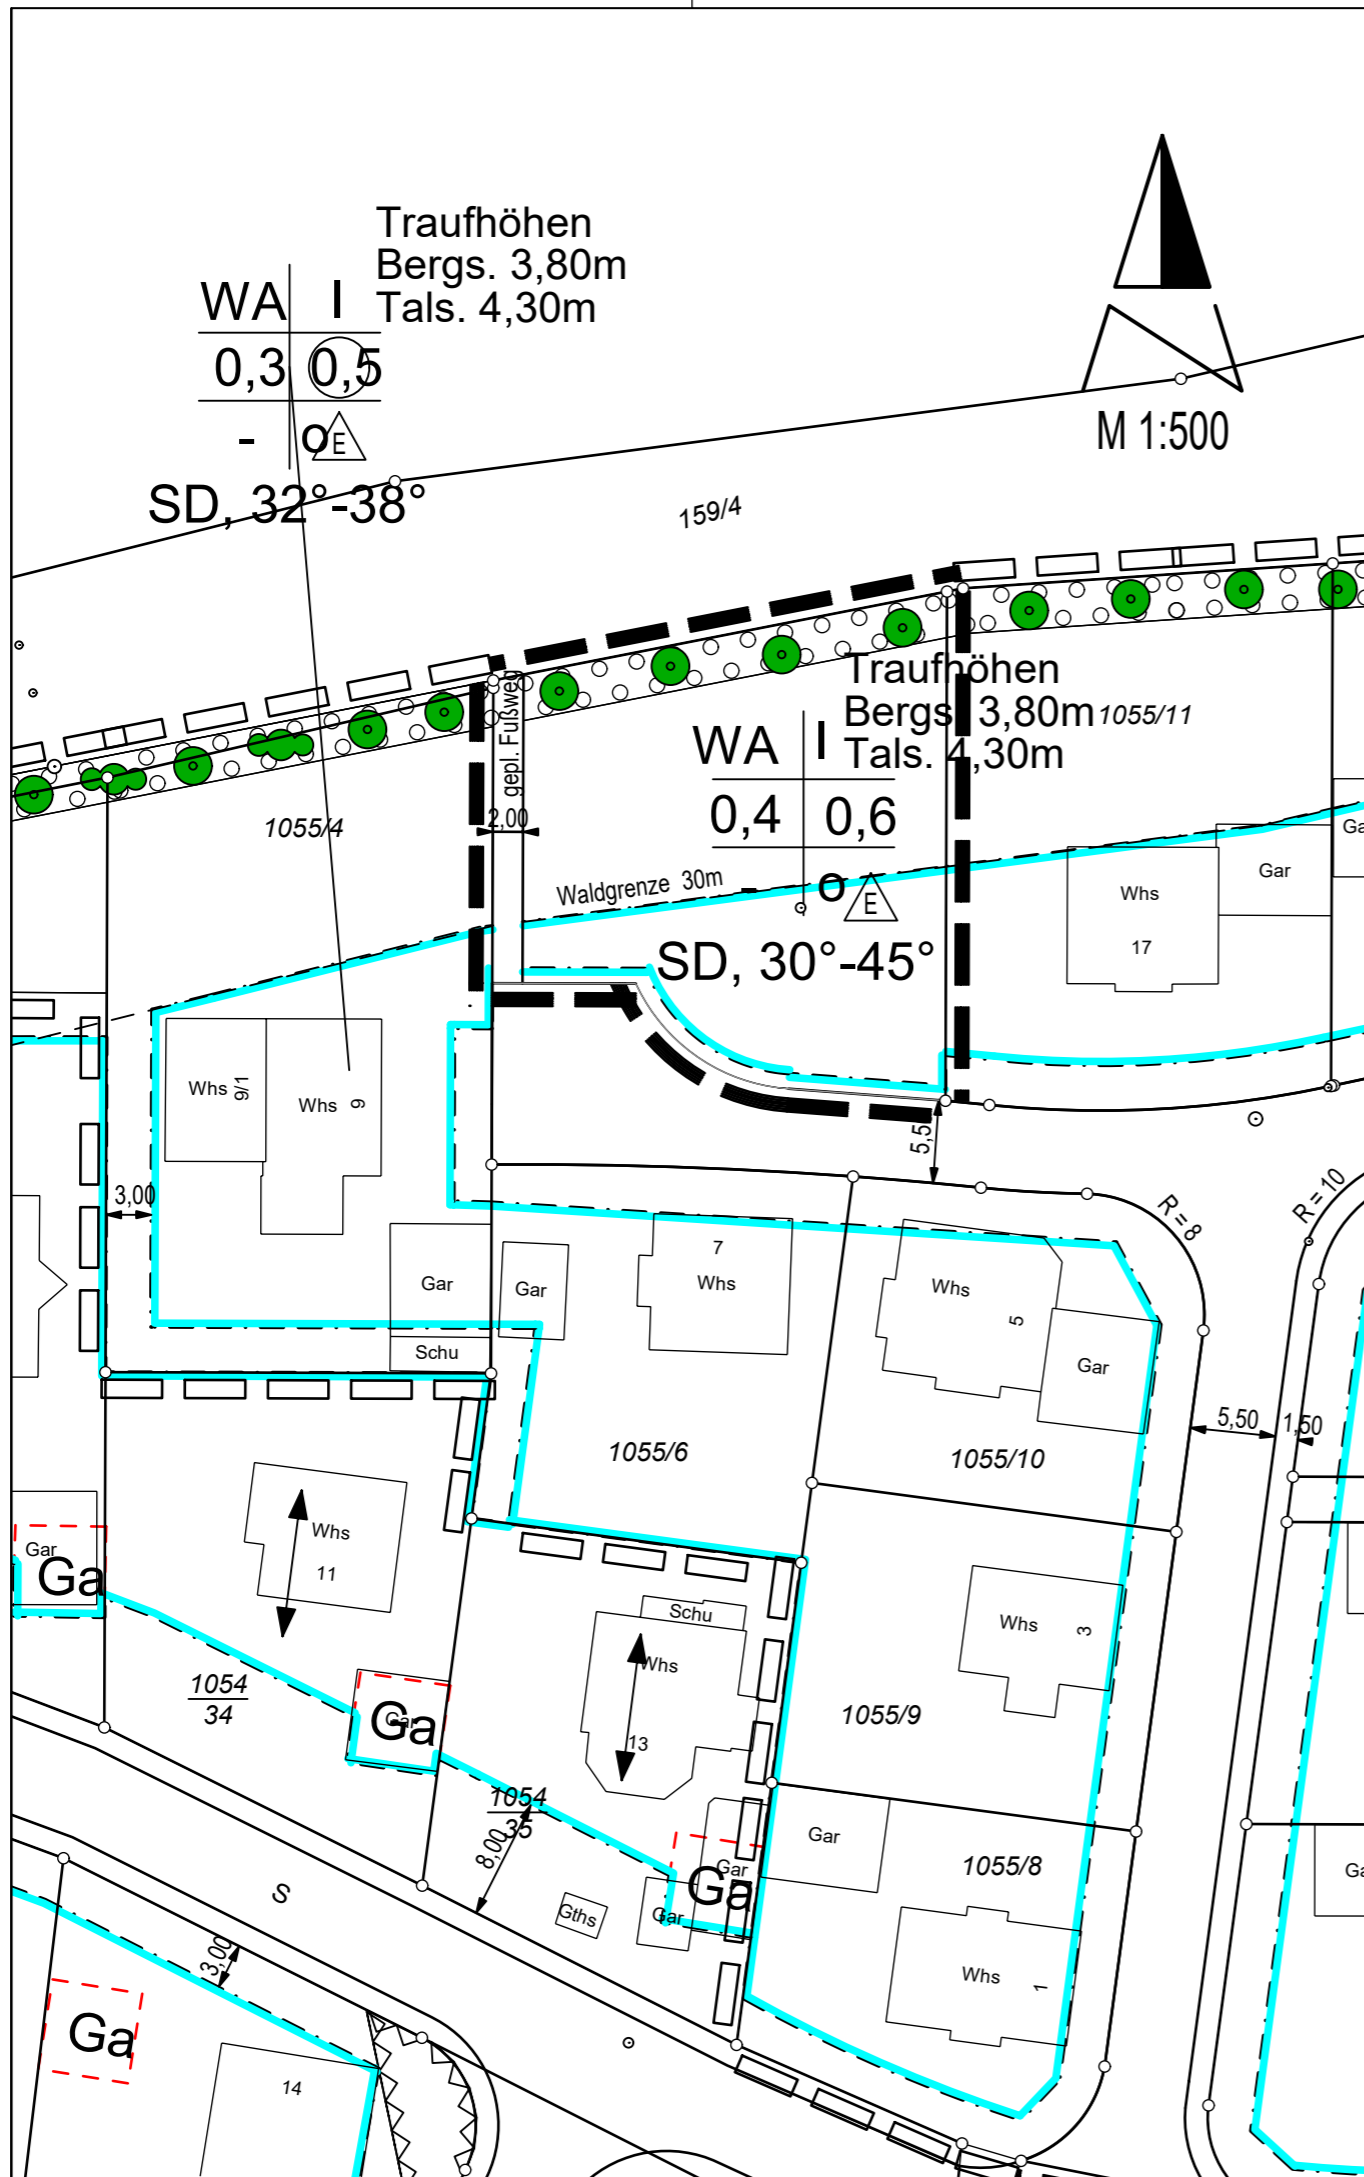 Traufhöhen
Bergs. 3,80m
Tals. 4,30m
WA I
0,3 0,5
- o E
SD, 32°-38°
M 1:500
159/4
gepl. Fußweg
2,00
1055/4
Traufhöhen
Bergs. 3,80m
Tals. 4,30m
1055/11
WA I
0,4 0,6
- o E
SD, 30°-45°
Waldgrenze 30m
Whs
17
Gar
Ga
Whs 9/1
Whs 9
3,00
5,5
R = 8
R = 10
Gar
Schu
Gar
7
Whs
Whs
5
Gar
5,50
1,50
1055/6
1055/10
Whs
11
Gar
Ga
Schu
Whs
13
Whs
3
1054
34
Gar
Ga
1055/9
1054
35
8,00
Gar
Ga
Gar
Gar
Gths
1055/8
Ga
Whs
1
S
3,00
Ga
14